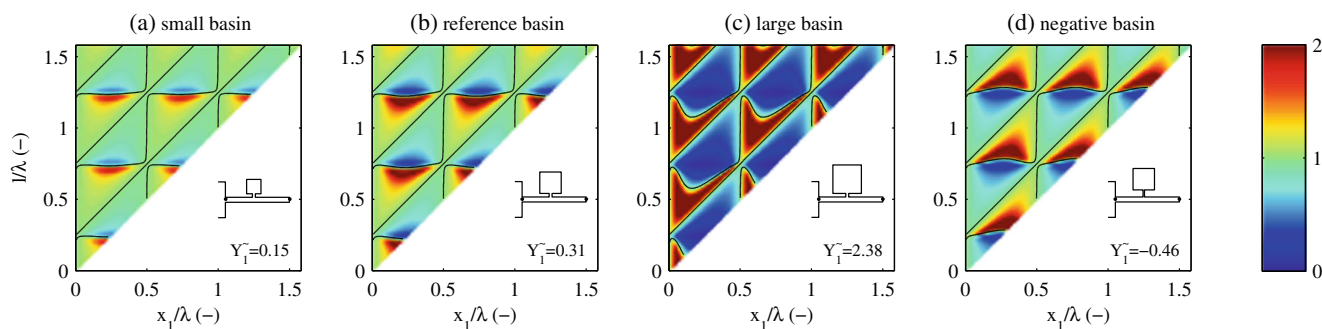 (a) small basin
(b) reference basin
(c) large basin
(d) negative basin
l/λ (−)
1.5
1
0.5
0
0 0.5 1 1.5
x₁/λ (−)
Y₁˜=0.15
1.5
1
0.5
0
0 0.5 1 1.5
x₁/λ (−)
Y₁˜=0.31
1.5
1
0.5
0
0 0.5 1 1.5
x₁/λ (−)
Y₁˜=2.38
1.5
1
0.5
0
0 0.5 1 1.5
x₁/λ (−)
Y₁˜=−0.46
2
1
0